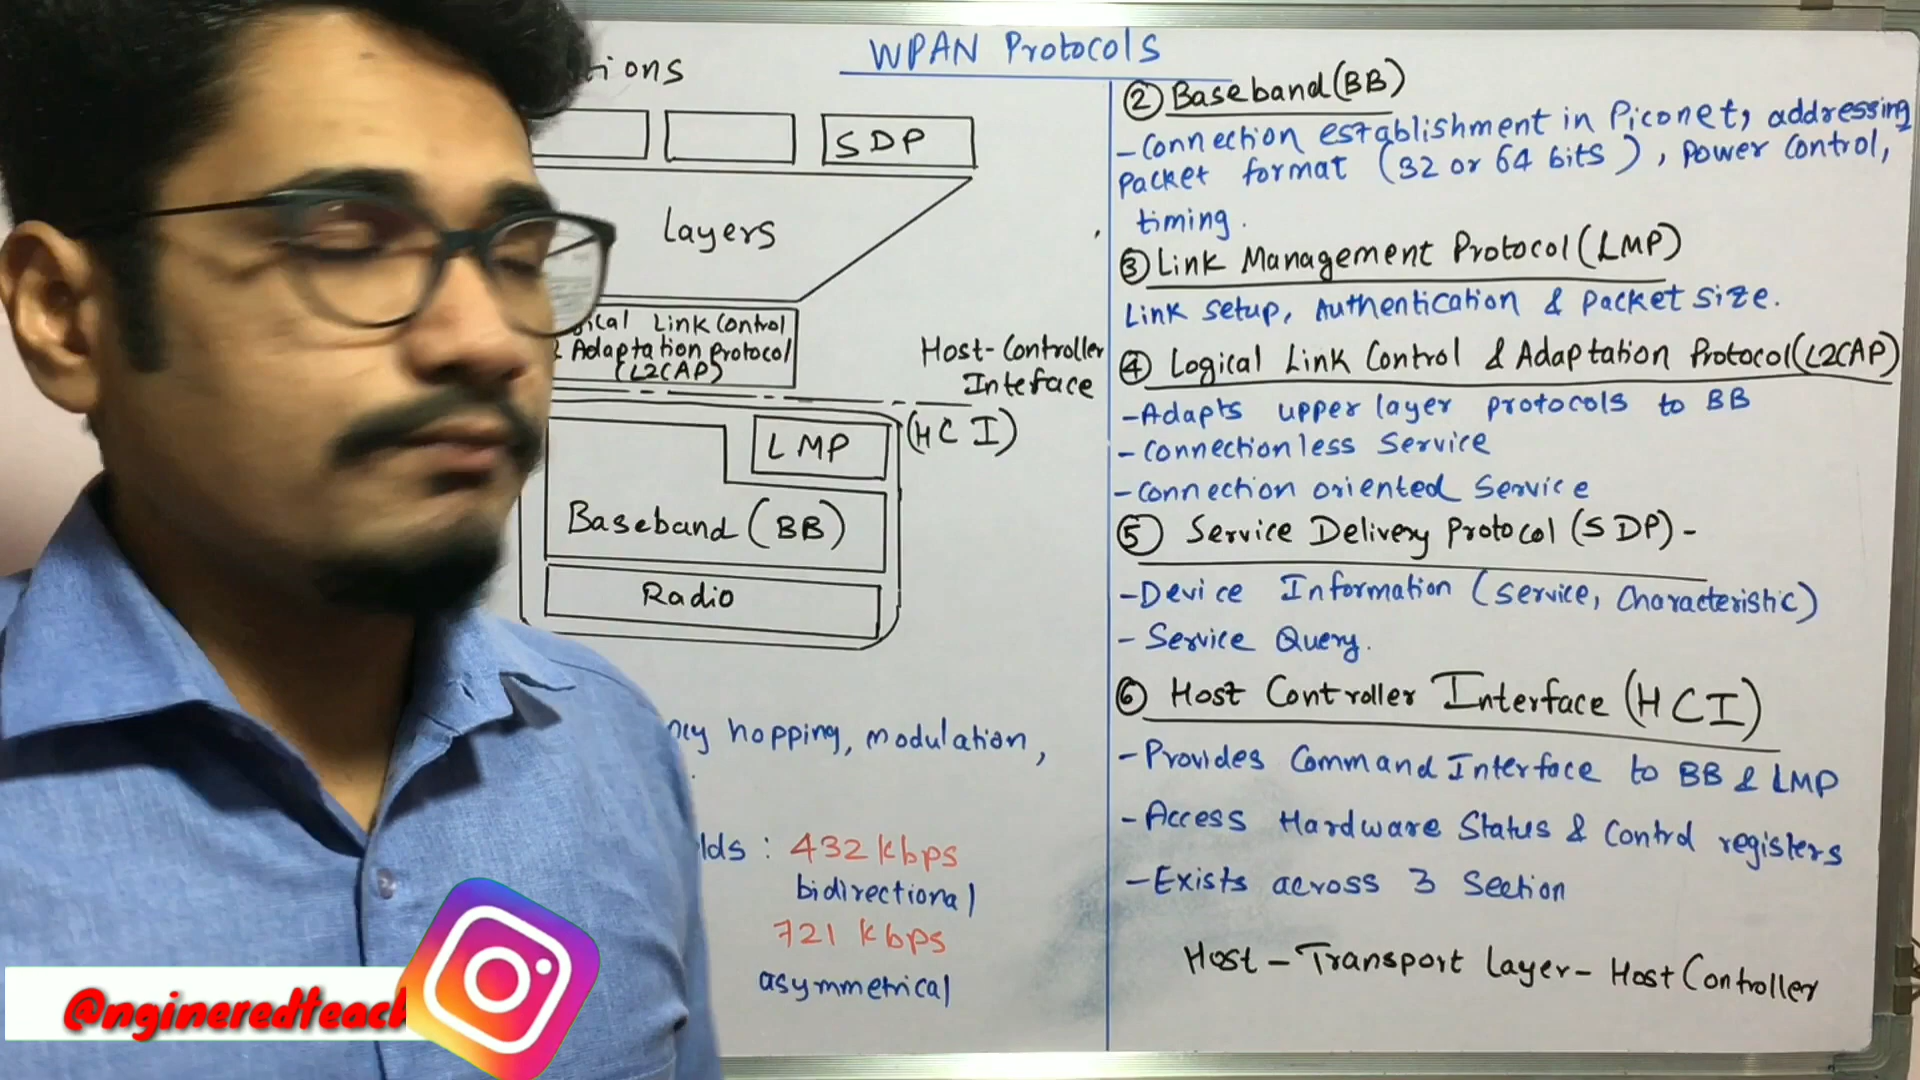 WPAN Protocols
SDP
layers
Link Control
Adaptation Protocol
(L2CAP)
Host-Controller
Inteface
(HCI)
LMP
Baseband (BB)
Radio
hopping, modulation,
: 432 kbps
bidirectional
721 kbps
asymmetrical
② Baseband (BB)
- Connection establishment in Piconet, addressing
Packet format (32 or 64 bits), power control,
timing.
③ Link Management Protocol (LMP)
Link setup, Authentication & packet size.
④ Logical Link Control & Adaptation Protocol (L2CAP)
- Adapts upper layer protocols to BB
- Connectionless Service
- Connection oriented Service
⑤ Service Delivery Protocol (SDP) -
- Device Information (service, characteristic)
- Service Query.
⑥ Host Controller Interface (HCI)
- Provides Command Interface to BB & LMP
- Access Hardware Status & Control registers
- Exists across 3 Section
Host - Transport Layer - Host Controller
@ngineredteach